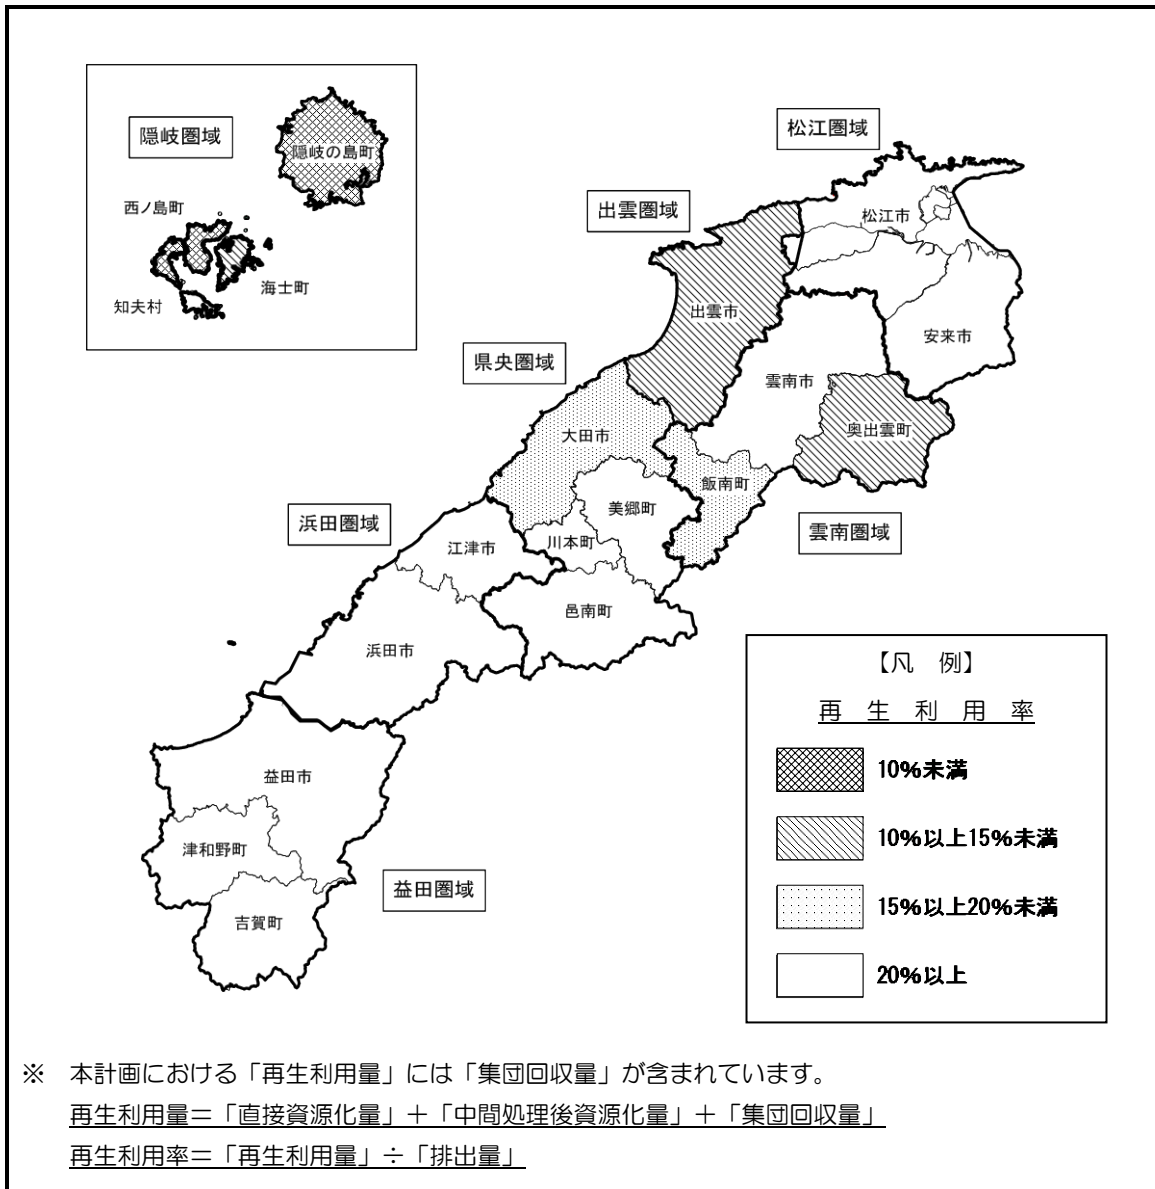 隠岐圏域
隠岐の島町
西ノ島町
海士町
知夫村
松江圏域
出雲圏域
松江市
出雲市
安来市
県央圏域
雲南市
大田市
奥出雲町
飯南町
美郷町
浜田圏域
雲南圏域
江津市
川本町
邑南町
浜田市
益田市
津和野町
益田圏域
吉賀町
【凡 例】
再 生 利 用 率
10%未満
10%以上15%未満
15%以上20%未満
20%以上
※ 本計画における「再生利用量」には「集団回収量」が含まれています。
再生利用量=「直接資源化量」+「中間処理後資源化量」+「集団回収量」
再生利用率=「再生利用量」÷「排出量」